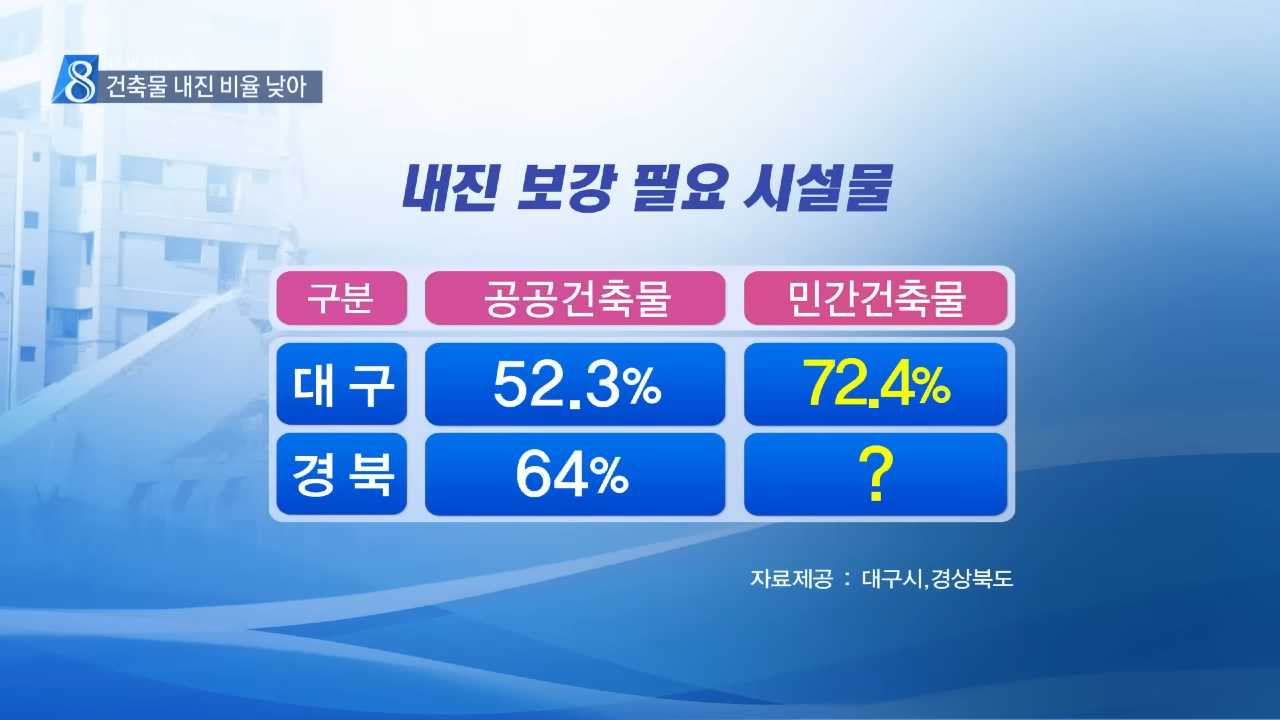 8 건축물 내진 비율 낮아
내진 보강 필요 시설물
구분 공공건축물 민간건축물
대구 52.3% 72.4%
경북 64% ?
자료제공 : 대구시,경상북도